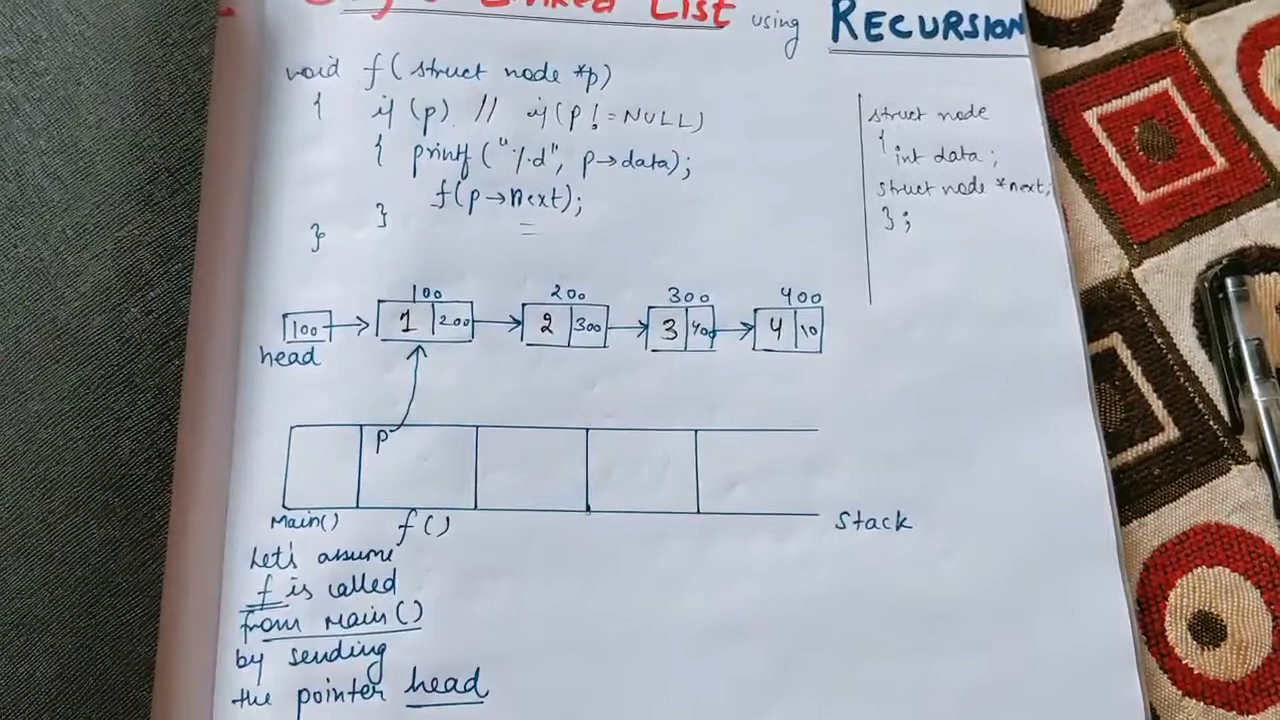 Linked List using RECURSION
void f( struct node *p)
{ if (p) // if (p != NULL)
{ printf ("%d", p→data);
f(p→next);
}
}
struct node
{
int data ;
struct node *next;
} ;
100 200 300 400
100 1 200 2 300 3 400 4 10
head
p
Main() f() Stack
Let's assume
f is called
from Main()
by sending
the pointer head